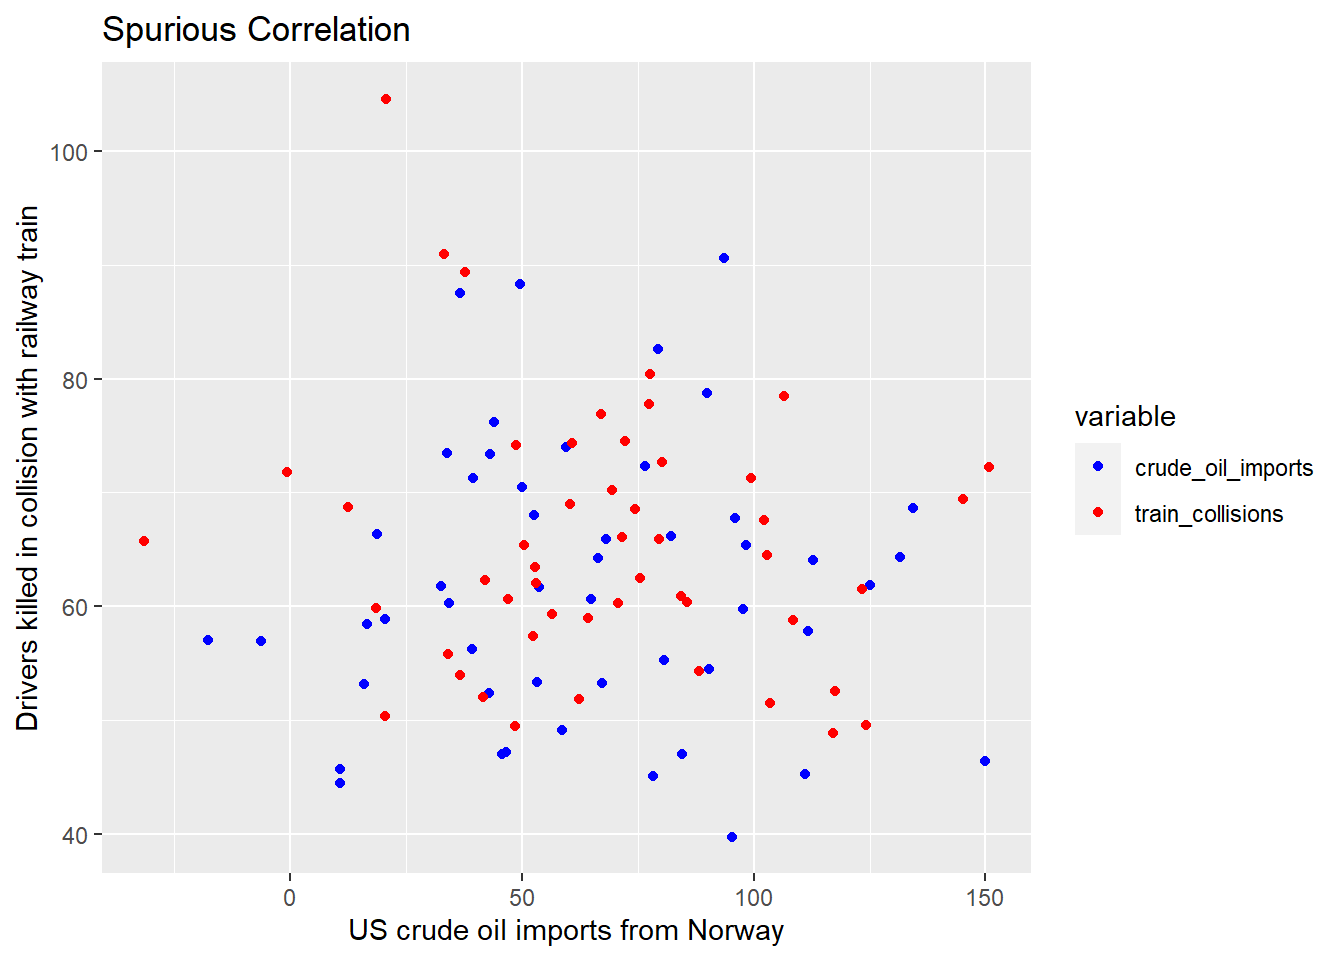 Spurious Correlation
Drivers killed in collision with railway train
100
80
60
40
0
50
100
150
US crude oil imports from Norway
variable
crude_oil_imports
train_collisions